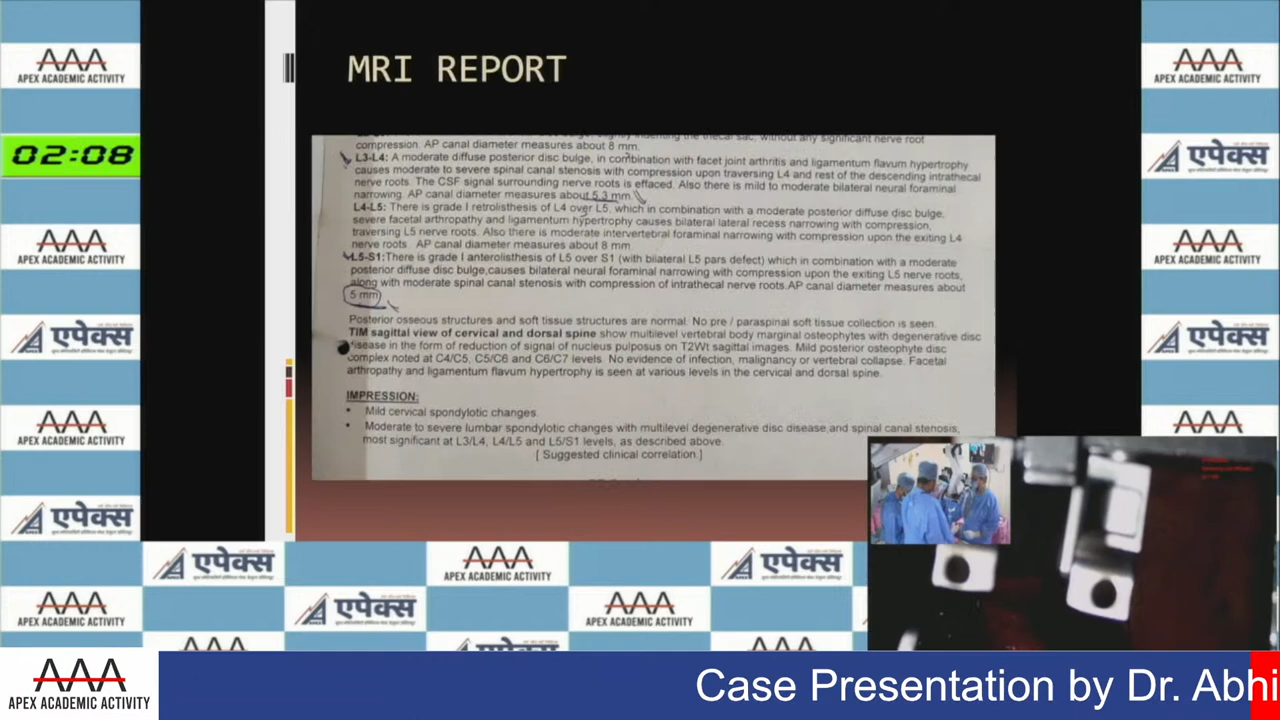 MRI REPORT
compression. AP canal diameter measures about 8 mm.
L3-L4: A moderate diffuse posterior disc bulge, in combination with facet joint arthritis and ligamentum flavum hypertrophy
causes moderate to severe spinal canal stenosis with compression upon traversing L4 and rest of the descending intrathecal
nerve roots. The CSF signal surrounding nerve roots is effaced. Also there is mild to moderate bilateral neural foraminal
narrowing. AP canal diameter measures about 5.3 mm.
L4-L5: There is grade I retrolisthesis of L4 over L5, which in combination with a moderate posterior diffuse disc bulge,
severe facetal arthropathy and ligamentum hypertrophy causes bilateral lateral recess narrowing with compression,
traversing L5 nerve roots. Also there is moderate intervertebral foraminal narrowing with compression upon the exiting L4
nerve roots. AP canal diameter measures about 8 mm.
L5-S1:There is grade I anterolisthesis of L5 over S1 (with bilateral L5 pars defect) which in combination with a moderate
posterior diffuse disc bulge,causes bilateral neural foraminal narrowing with compression upon the exiting L5 nerve roots,
along with moderate spinal canal stenosis with compression of intrathecal nerve roots.AP canal diameter measures about
5 mm
Posterior osseous structures and soft tissue structures are normal. No pre / paraspinal soft tissue collection is seen.
TIM sagittal view of cervical and dorsal spine show multilevel vertebral body marginal osteophytes with degenerative disc
disease in the form of reduction of signal of nucleus pulposus on T2Wt sagittal images. Mild posterior osteophyte disc
complex noted at C4/C5, C5/C6 and C6/C7 levels. No evidence of infection, malignancy or vertebral collapse. Facetal
arthropathy and ligamentum flavum hypertrophy is seen at various levels in the cervical and dorsal spine.
IMPRESSION:
• Mild cervical spondylotic changes.
• Moderate to severe lumbar spondylotic changes with multilevel degenerative disc disease and spinal canal stenosis,
most significant at L3/L4, L4/L5 and L5/S1 levels, as described above.
[ Suggested clinical correlation.]
02:08
AAA
APEX ACADEMIC ACTIVITY
एपेक्स
Case Presentation by Dr. Abhi